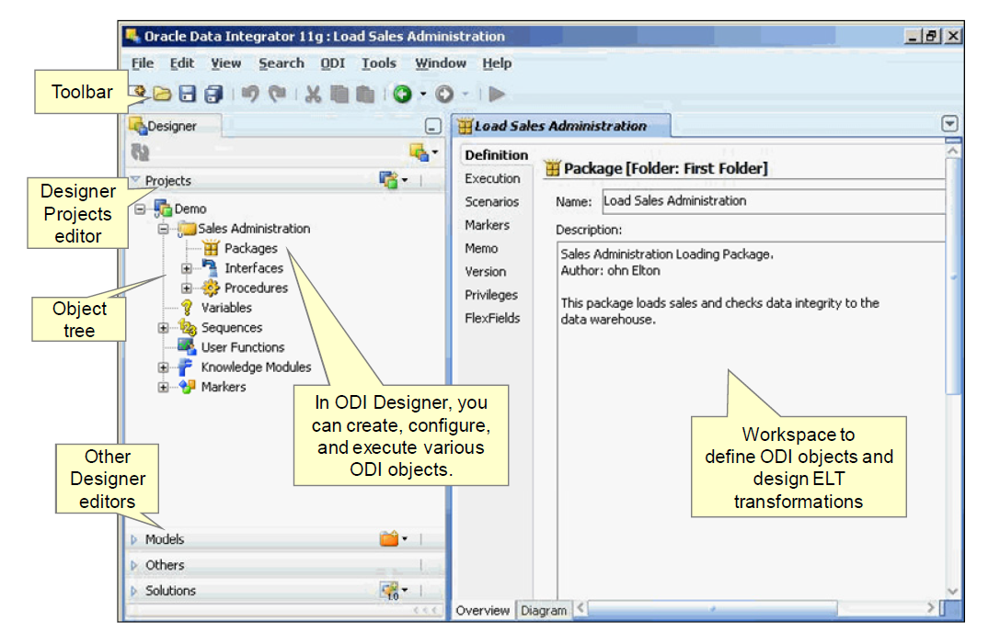 Oracle Data Integrator 11g : Load Sales Administration
File Edit View Search ODI Tools Window Help
Toolbar
Designer
Load Sales Administration
Projects
Designer
Projects
editor
Demo
Sales Administration
Packages
Interfaces
Procedures
Variables
Sequences
User Functions
Knowledge Modules
Markers
Object
tree
In ODI Designer, you
can create, configure,
and execute various
ODI objects.
Other
Designer
editors
Models
Others
Solutions
1.0
Definition
Execution
Scenarios
Markers
Memo
Version
Privileges
FlexFields
Package [Folder: First Folder]
Name: Load Sales Administration
Description:
Sales Administration Loading Package.
Author: ohn Elton
This package loads sales and checks data integrity to the
data warehouse.
Workspace to
define ODI objects and
design ELT
transformations
Overview Diagram